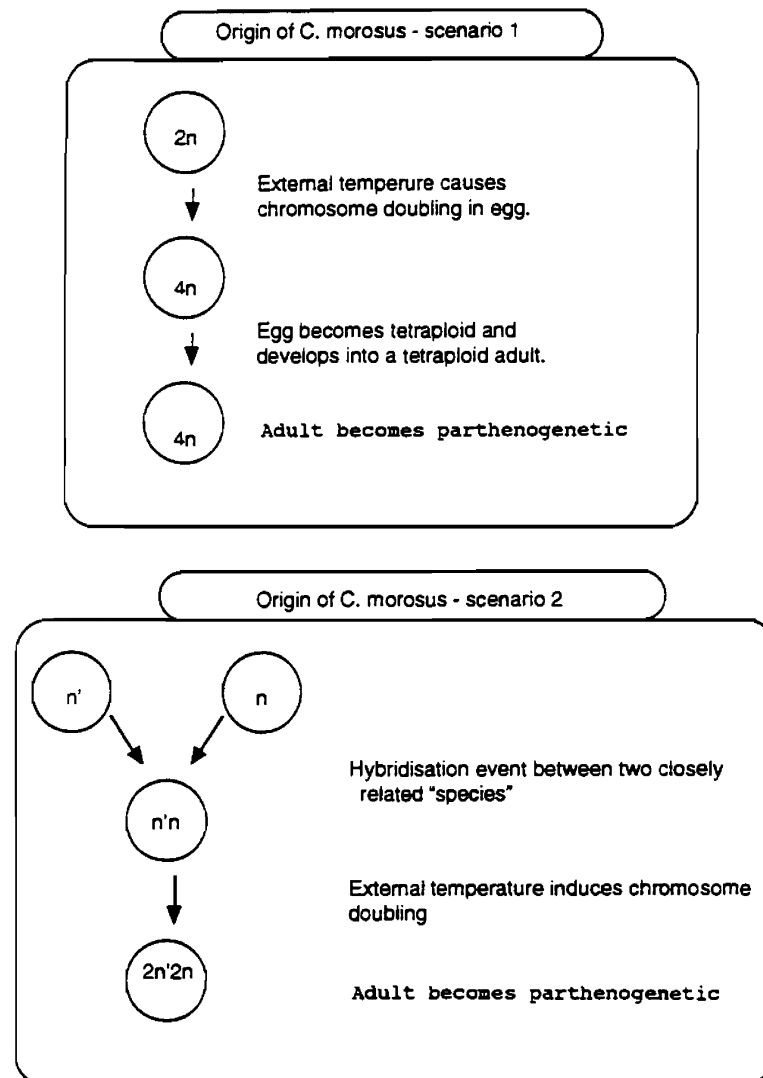 Origin of C. morosus - scenario 1
2n
External temperure causes
chromosome doubling in egg.
4n
Egg becomes tetraploid and
develops into a tetraploid adult.
4n
Adult becomes parthenogenetic
Origin of C. morosus - scenario 2
n' n
Hybridisation event between two closely
related "species"
n'n
External temperature induces chromosome
doubling
2n'2n
Adult becomes parthenogenetic